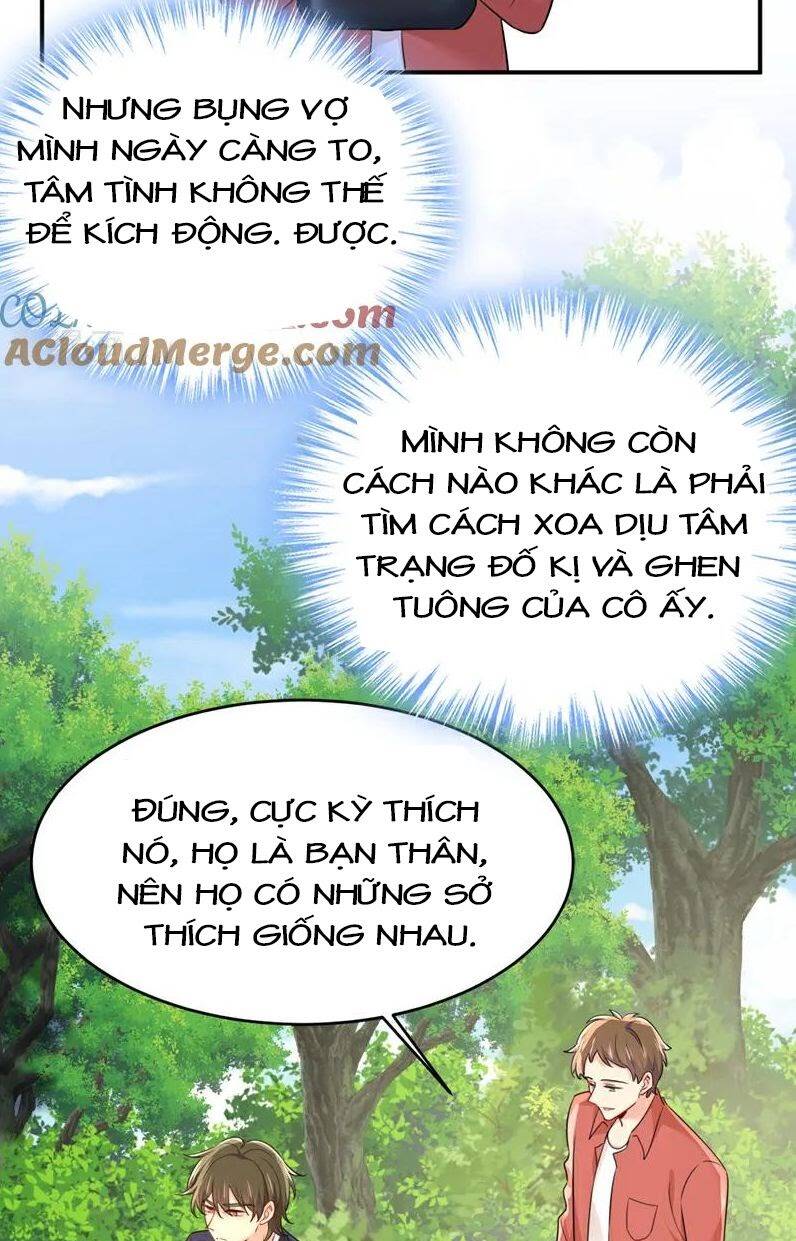 NHƯNG BỤNG VỢ
MÌNH NGÀY CÀNG TO,
TÂM TÌNH KHÔNG THẾ
ĐỂ KÍCH ĐỘNG. ĐƯỢC.
.com
ACloudMerge.com
MÌNH KHÔNG CÒN
CÁCH NÀO KHÁC LÀ PHẢI
TÌM CÁCH XOA DỊU TÂM
TRẠNG ĐỐ KỊ VÀ GHEN
TUÔNG CỦA CÔ ẤY.
ĐÚNG, CỰC KỲ THÍCH
NÓ, HỌ LÀ BẠN THÂN,
NÊN HỌ CÓ NHỮNG SỞ
THÍCH GIỐNG NHAU.